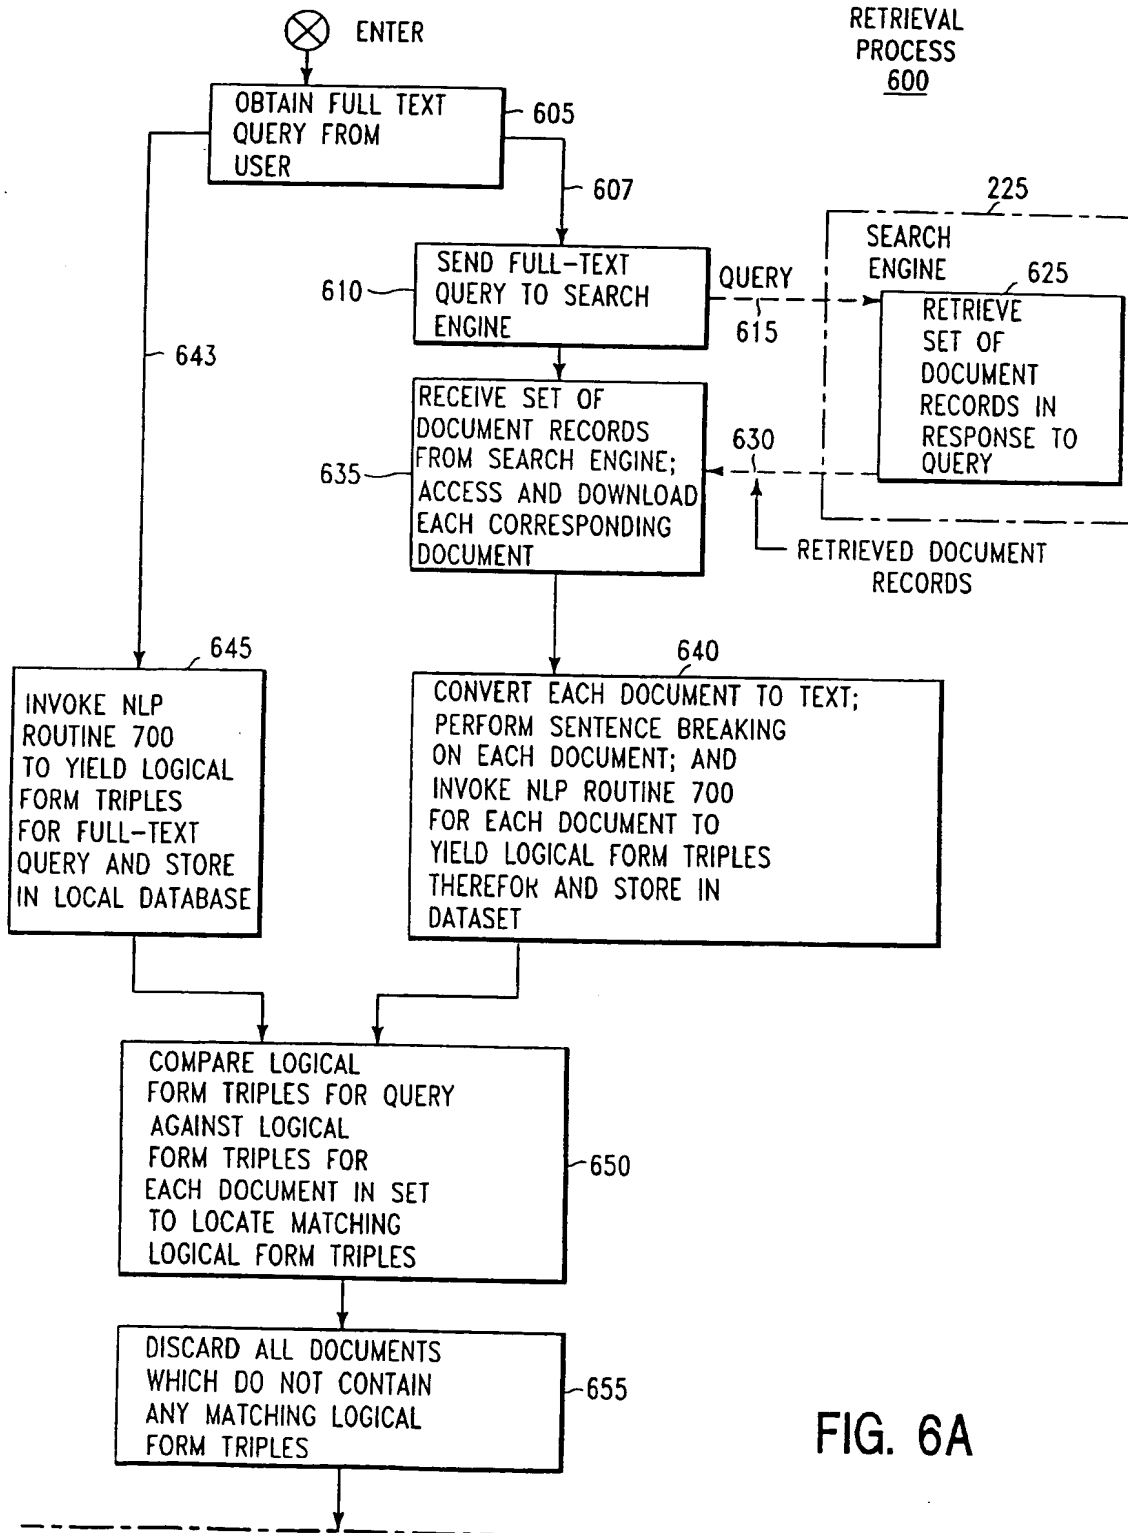 ENTER
RETRIEVAL
PROCESS
600
OBTAIN FULL TEXT
QUERY FROM
USER
605
607
225
SEARCH
ENGINE
SEND FULL-TEXT
QUERY TO SEARCH
ENGINE
610
QUERY
615
625
RETRIEVE
SET OF
DOCUMENT
RECORDS IN
RESPONSE TO
QUERY
643
RECEIVE SET OF
DOCUMENT RECORDS
FROM SEARCH ENGINE;
ACCESS AND DOWNLOAD
EACH CORRESPONDING
DOCUMENT
635
630
RETRIEVED DOCUMENT
RECORDS
645
INVOKE NLP
ROUTINE 700
TO YIELD LOGICAL
FORM TRIPLES
FOR FULL-TEXT
QUERY AND STORE
IN LOCAL DATABASE
640
CONVERT EACH DOCUMENT TO TEXT;
PERFORM SENTENCE BREAKING
ON EACH DOCUMENT; AND
INVOKE NLP ROUTINE 700
FOR EACH DOCUMENT TO
YIELD LOGICAL FORM TRIPLES
THEREFOR AND STORE IN
DATASET
COMPARE LOGICAL
FORM TRIPLES FOR QUERY
AGAINST LOGICAL
FORM TRIPLES FOR
EACH DOCUMENT IN SET
TO LOCATE MATCHING
LOGICAL FORM TRIPLES
650
DISCARD ALL DOCUMENTS
WHICH DO NOT CONTAIN
ANY MATCHING LOGICAL
FORM TRIPLES
655
FIG. 6A